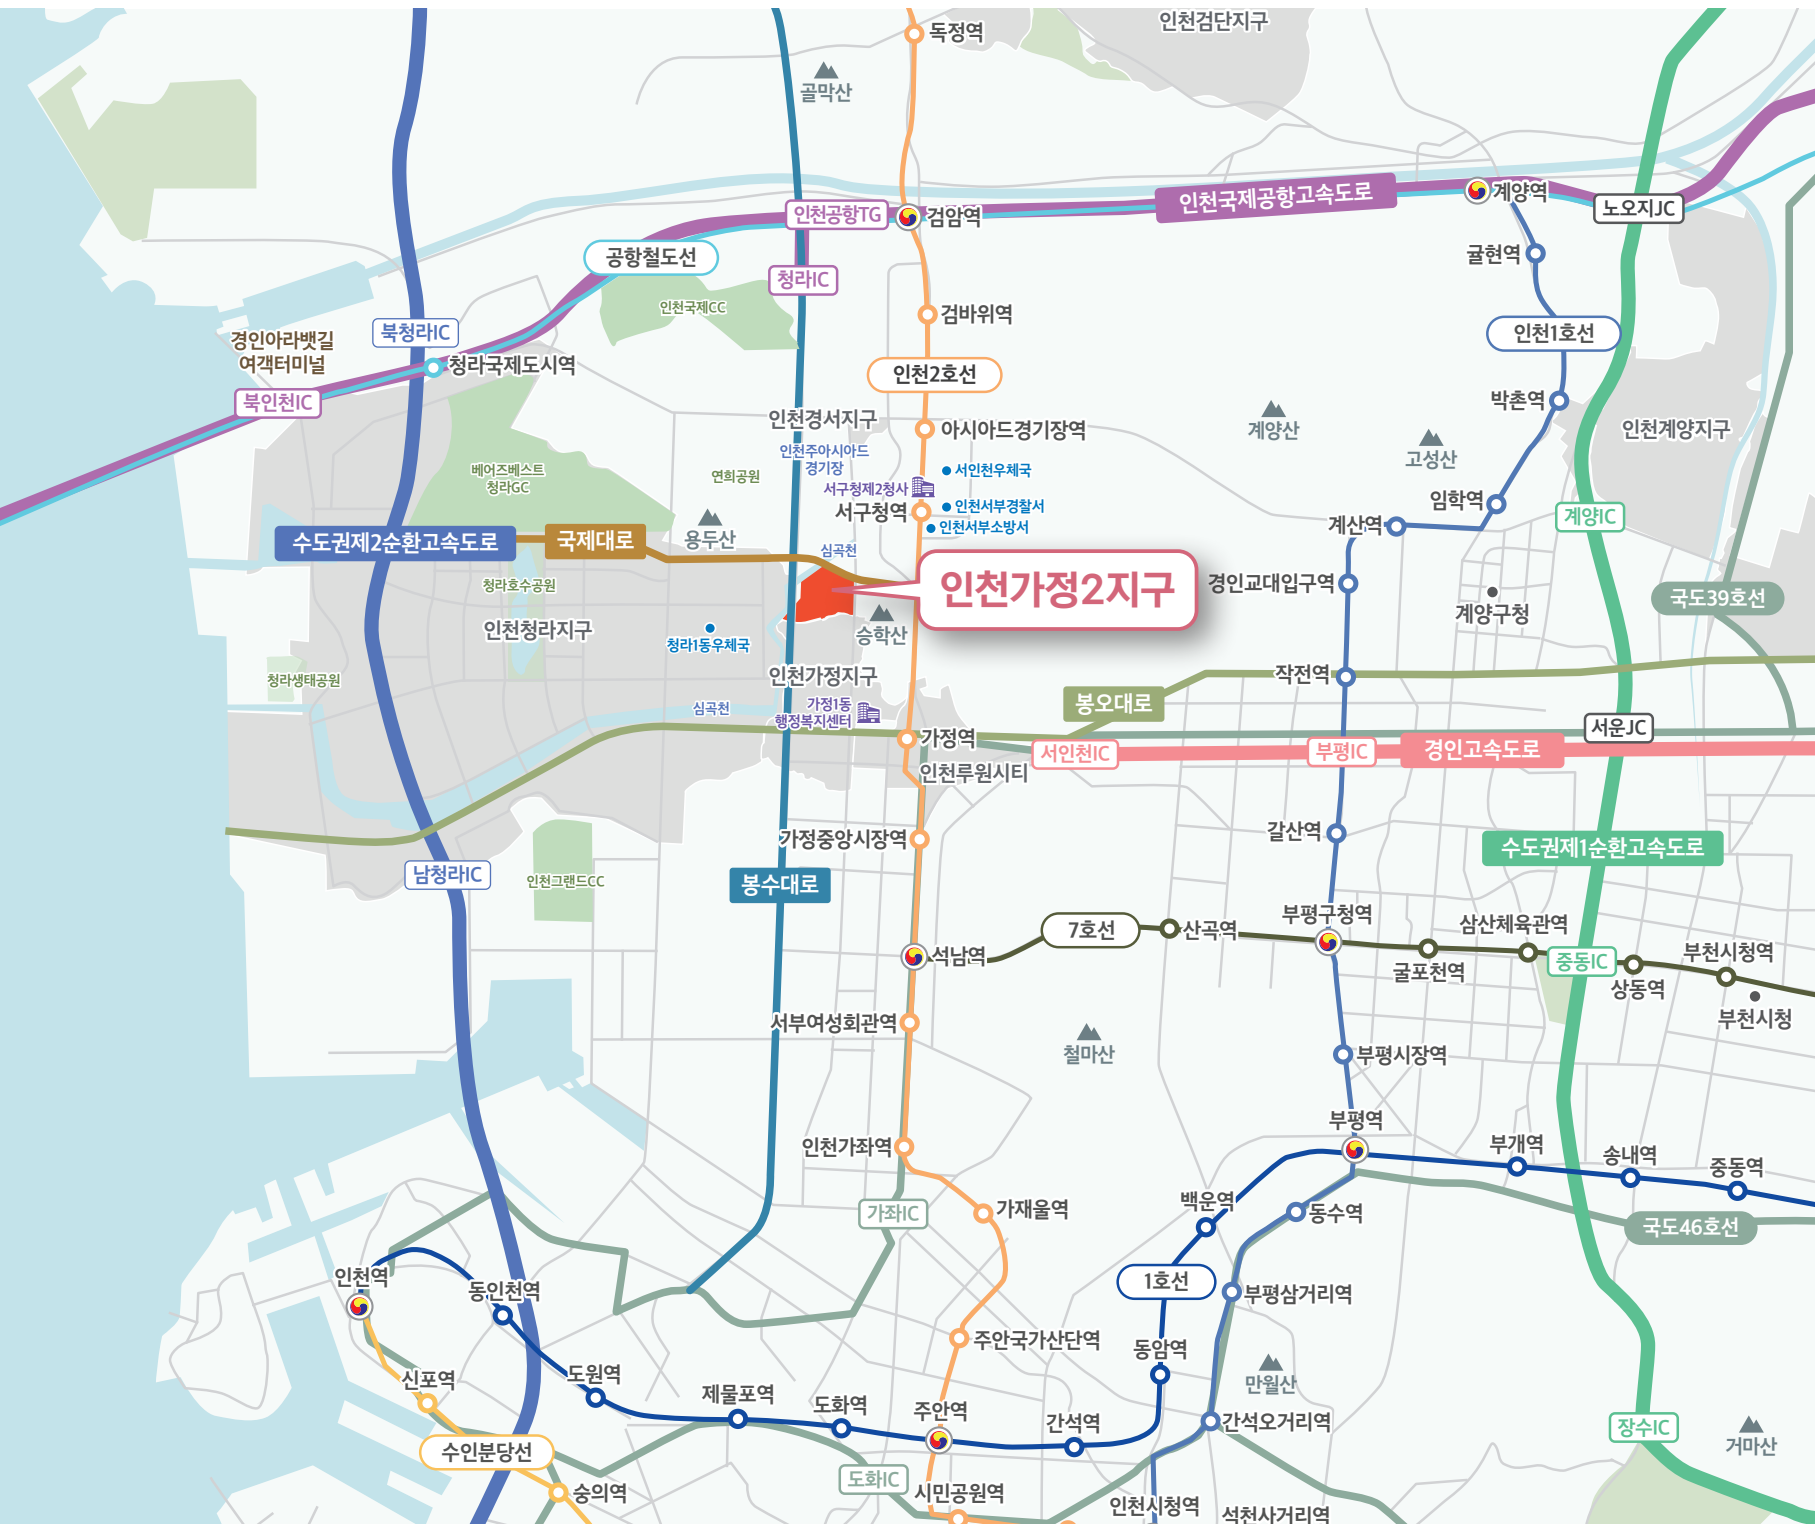 독정역
인천검단지구
골막산
인천국제공항고속도로
계양역
노오지JC
인천공항TG
검암역
공항철도선
청라IC
귤현역
인천국제CC
검바위역
북청라IC
경인아라뱃길
여객터미널
인천1호선
청라국제도시역
인천2호선
북인천IC
박촌역
인천경서지구
아시아드경기장역
계양산
인천계양지구
인천주아시아드
경기장
고성산
베어즈베스트
청라GC
연희공원
서인천우체국
서구청제2청사
서구청역
인천서부경찰서
인천서부소방서
임학역
계산역
계양IC
수도권제2순환고속도로
국제대로
용두산
심곡천
청라호수공원
인천가정2지구
경인교대입구역
계양구청
국도39호선
인천청라지구
청라1동우체국
승학산
청라생태공원
인천가정지구
작전역
심곡천
가정1동
행정복지센터
봉오대로
가정역
서인천IC
부평IC
경인고속도로
서운JC
인천루원시티
가정중앙시장역
갈산역
수도권제1순환고속도로
남청라IC
인천그랜드CC
봉수대로
7호선
산곡역
부평구청역
삼산체육관역
석남역
굴포천역
중동IC
상동역
부천시청역
부천시청
서부여성회관역
철마산
부평시장역
부평역
인천가좌역
부개역
송내역
중동역
가좌IC
가재울역
백운역
동수역
국도46호선
인천역
동인천역
1호선
부평삼거리역
주안국가산단역
동암역
만월산
신포역
도원역
제물포역
도화역
주안역
간석역
간석오거리역
장수IC
거마산
수인분당선
도화IC
숭의역
시민공원역
인천시청역
석천사거리역